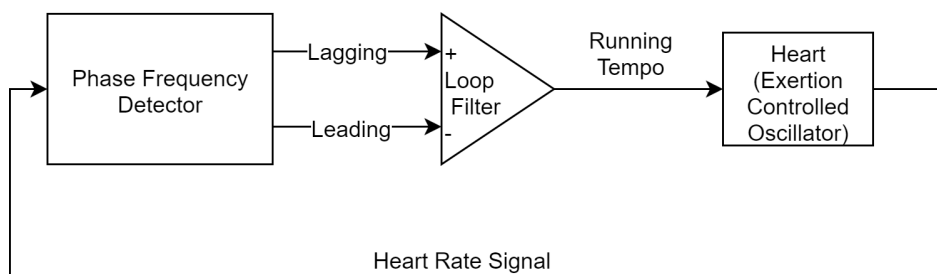 Phase Frequency
Detector
Lagging
Leading
+
Loop
Filter
-
Running
Tempo
Heart
(Exertion
Controlled
Oscillator)
Heart Rate Signal